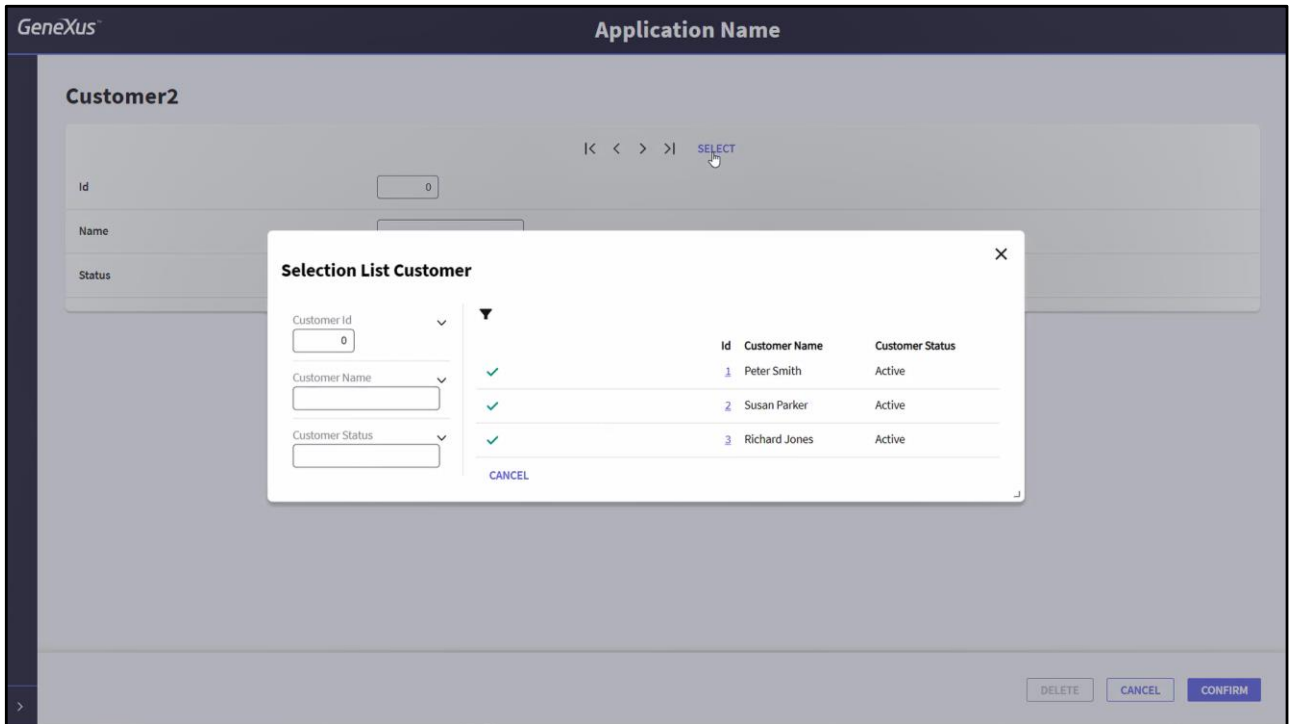 GeneXus™
Application Name
Customer2
SELECT
Id 0
Name
Status
Selection List Customer
Customer Id
0
Customer Name
Customer Status
Id Customer Name Customer Status
1 Peter Smith Active
2 Susan Parker Active
3 Richard Jones Active
CANCEL
DELETE CANCEL CONFIRM